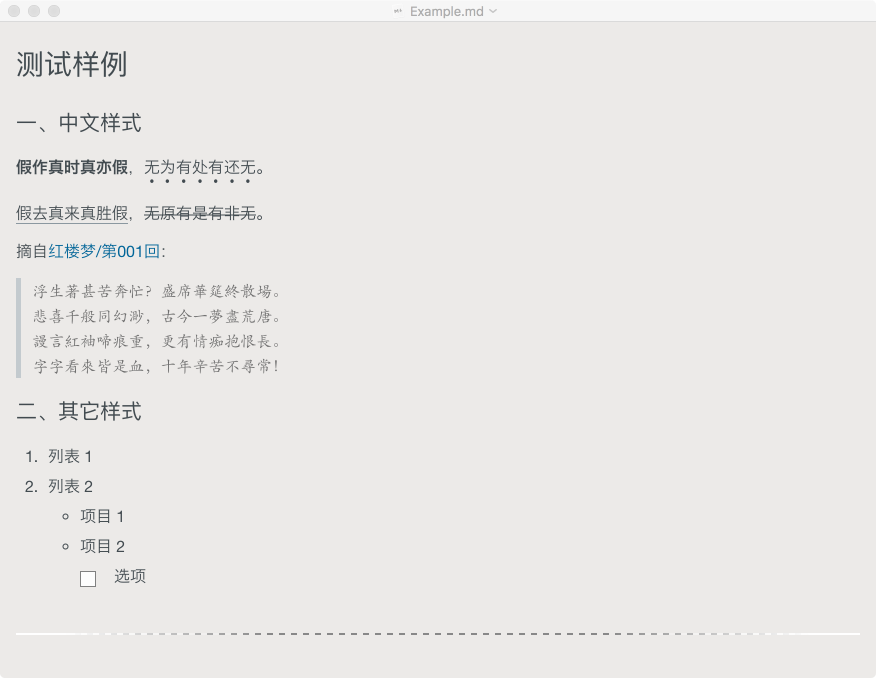 Example.md
测试样例
一、中文样式
假作真时真亦假，无为有处有还无。
假去真来真胜假，无原有是有非无。
摘自红楼梦/第001回：
浮生著甚苦奔忙？盛席華筵終散場。
悲喜千般同幻渺，古今一夢盡荒唐。
謾言紅袖啼痕重，更有情痴抱恨長。
字字看來皆是血，十年辛苦不尋常！
二、其它样式
1. 列表 1
2. 列表 2
项目 1
项目 2
选项